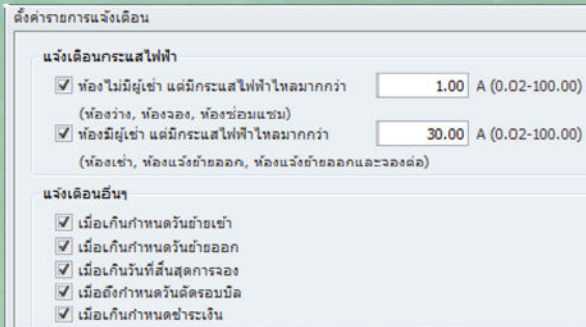 ตั้งค่ารายการแจ้งเตือน
แจ้งเตือนกระแสไฟฟ้า
ห้องไม่มีผู้เช่า แต่มีกระแสไฟฟ้าไหลมากกว่า 1.00 A (0.02-100.00)
(ห้องว่าง, ห้องจอง, ห้องซ่อมแซม)
ห้องมีผู้เช่า แต่มีกระแสไฟฟ้าไหลมากกว่า 30.00 A (0.02-100.00)
(ห้องเช่า, ห้องแจ้งย้ายออก, ห้องแจ้งย้ายออกและจองต่อ)
แจ้งเตือนอื่นๆ
เมื่อเกินกำหนดวันย้ายเข้า
เมื่อเกินกำหนดวันย้ายออก
เมื่อเกินวันที่สิ้นสุดการจอง
เมื่อถึงกำหนดวันตัดรอบบิล
เมื่อเกินกำหนดชำระเงิน